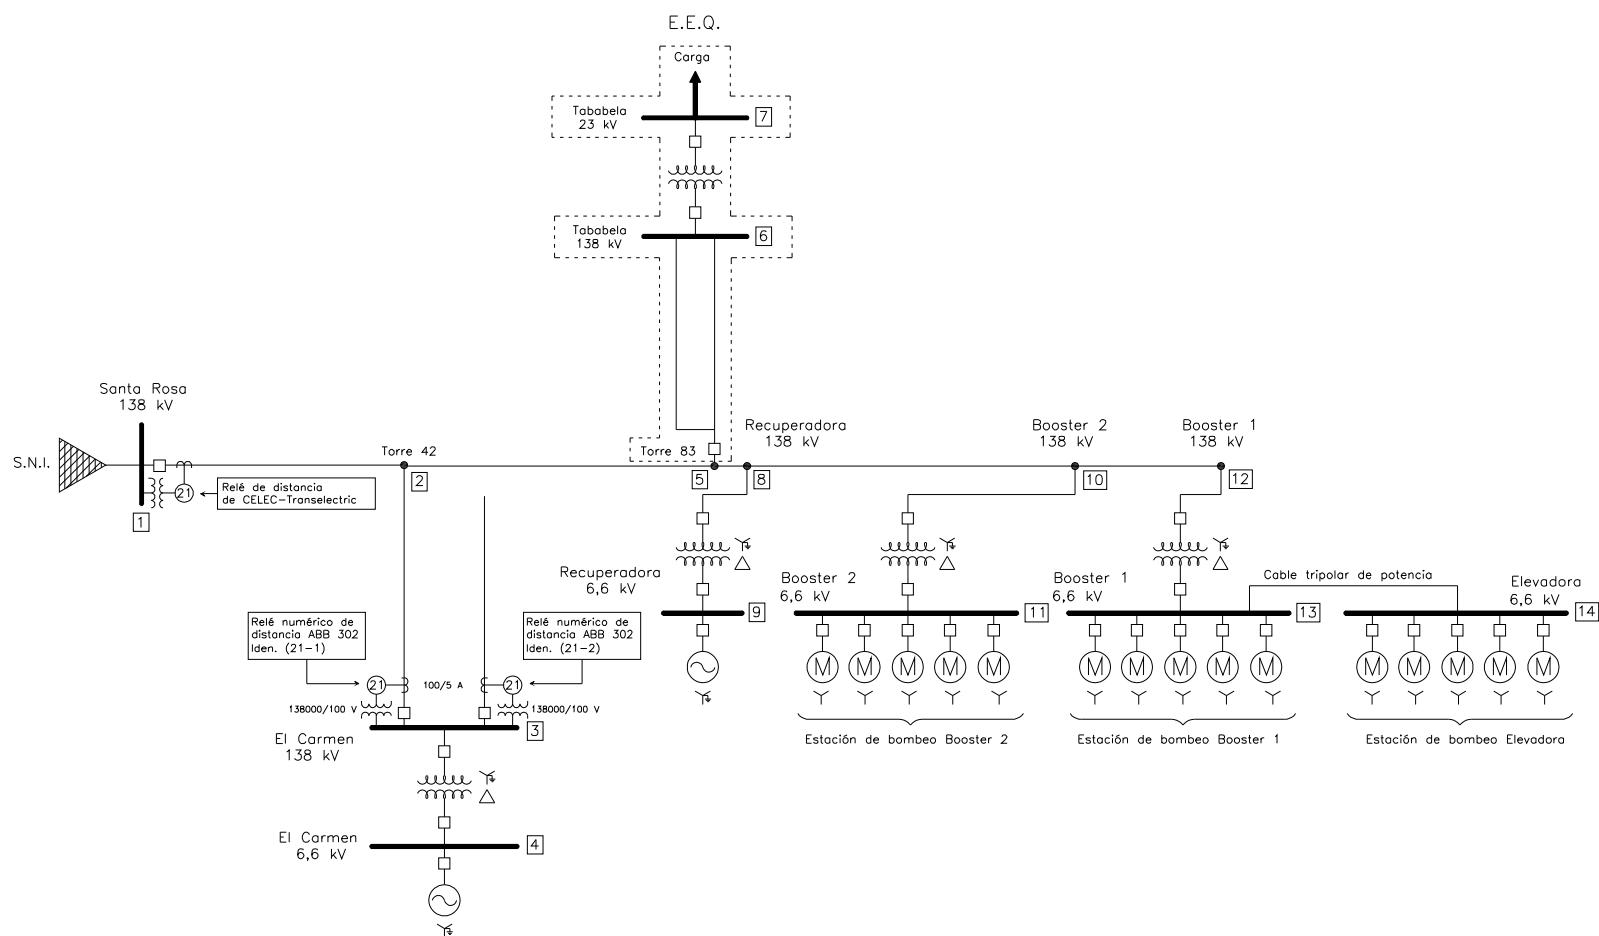 E.E.Q.
Carga
Tababela
23 kV
7
Tababela
138 kV
6
Santa Rosa
138 kV
S.N.I.
21
Relé de distancia
de CELEC-Transelectric
1
Torre 42
2
Torre 83
5
Recuperadora
138 kV
8
Booster 2
138 kV
10
Booster 1
138 kV
12
Recuperadora
6,6 kV
9
Booster 2
6,6 kV
11
Booster 1
6,6 kV
13
Cable tripolar de potencia
Elevadora
6,6 kV
14
M M M M M
M M M M M
M M M M M
Estación de bombeo Booster 2
Estación de bombeo Booster 1
Estación de bombeo Elevadora
Relé numérico de
distancia ABB 302
Iden. (21-1)
Relé numérico de
distancia ABB 302
Iden. (21-2)
21
100/5 A
21
138000/100 V
138000/100 V
El Carmen
138 kV
3
El Carmen
6,6 kV
4